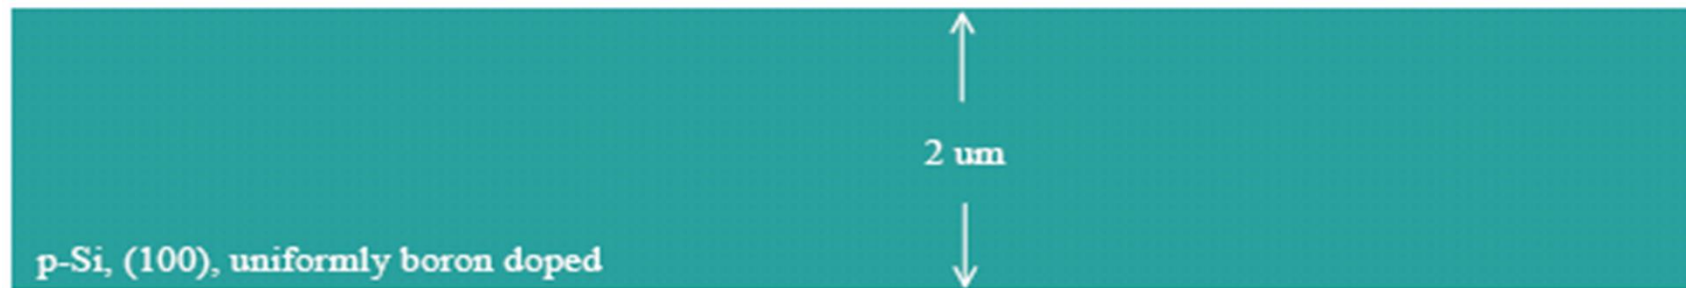 2 um
p-Si, (100), uniformly boron doped